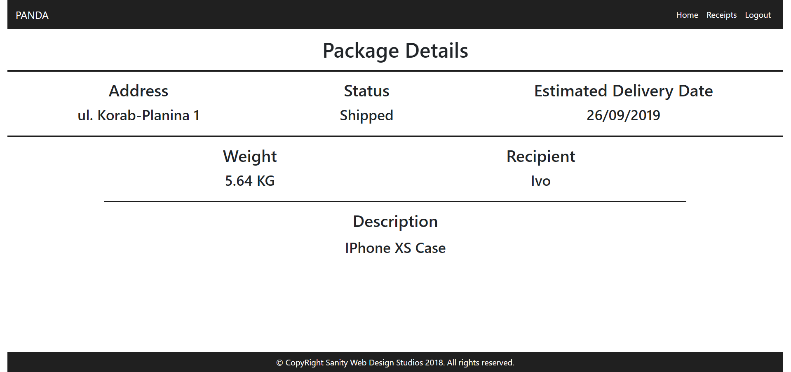 PANDA Home Receipts Logout
Package Details
Address Status Estimated Delivery Date
ul. Korab-Planina 1 Shipped 26/09/2019
Weight Recipient
5.64 KG Ivo
Description
IPhone XS Case
© CopyRight Sanity Web Design Studios 2018. All rights reserved.